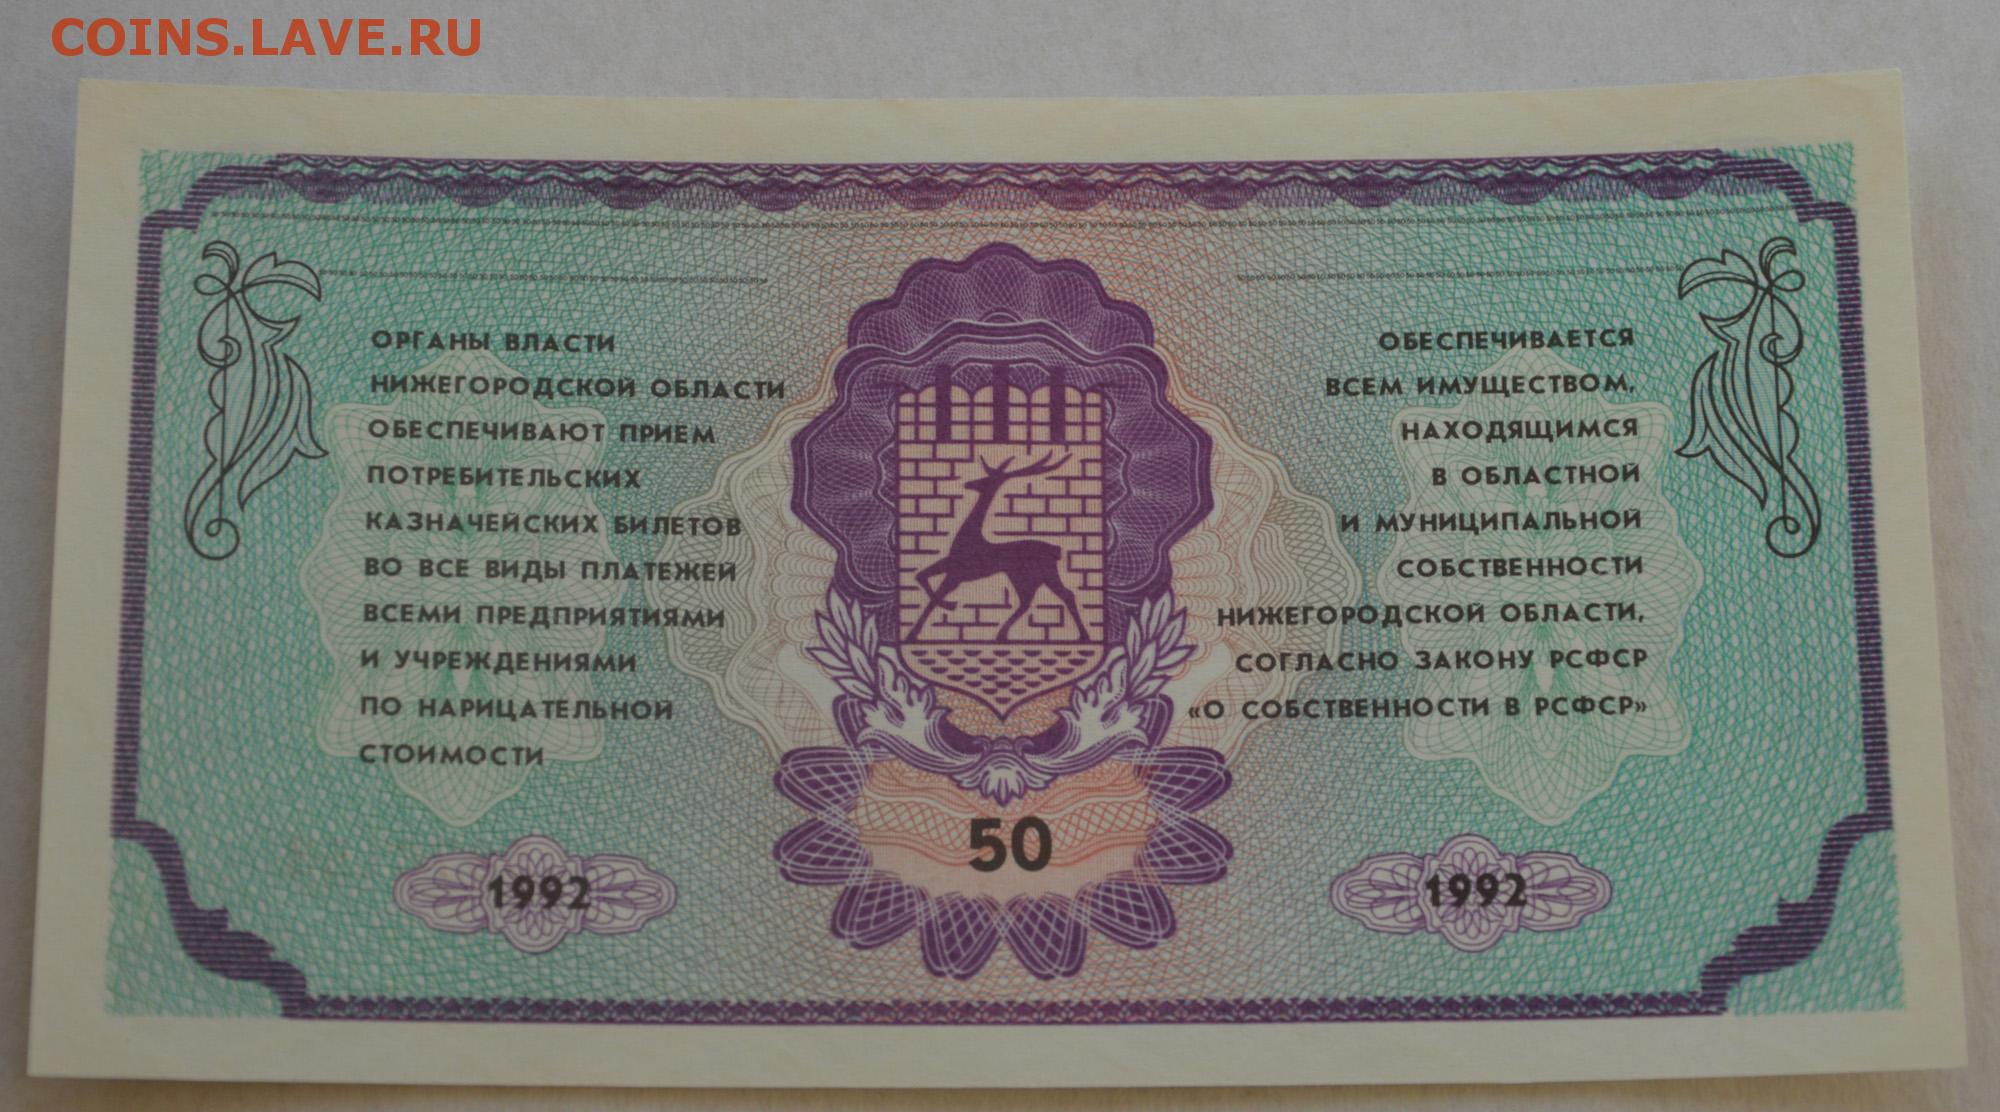 COINS.LAVE.RU
ОРГАНЫ ВЛАСТИ
НИЖЕГОРОДСКОЙ ОБЛАСТИ
ОБЕСПЕЧИВАЮТ ПРИЕМ
ПОТРЕБИТЕЛЬСКИХ
КАЗНАЧЕЙСКИХ БИЛЕТОВ
ВО ВСЕ ВИДЫ ПЛАТЕЖЕЙ
ВСЕМИ ПРЕДПРИЯТИЯМИ
И УЧРЕЖДЕНИЯМИ
ПО НАРИЦАТЕЛЬНОЙ
СТОИМОСТИ
ОБЕСПЕЧИВАЕТСЯ
ВСЕМ ИМУЩЕСТВОМ,
НАХОДЯЩИМСЯ
В ОБЛАСТНОЙ
И МУНИЦИПАЛЬНОЙ
СОБСТВЕННОСТИ
НИЖЕГОРОДСКОЙ ОБЛАСТИ,
СОГЛАСНО ЗАКОНУ РСФСР
«О СОБСТВЕННОСТИ В РСФСР»
50
1992
1992